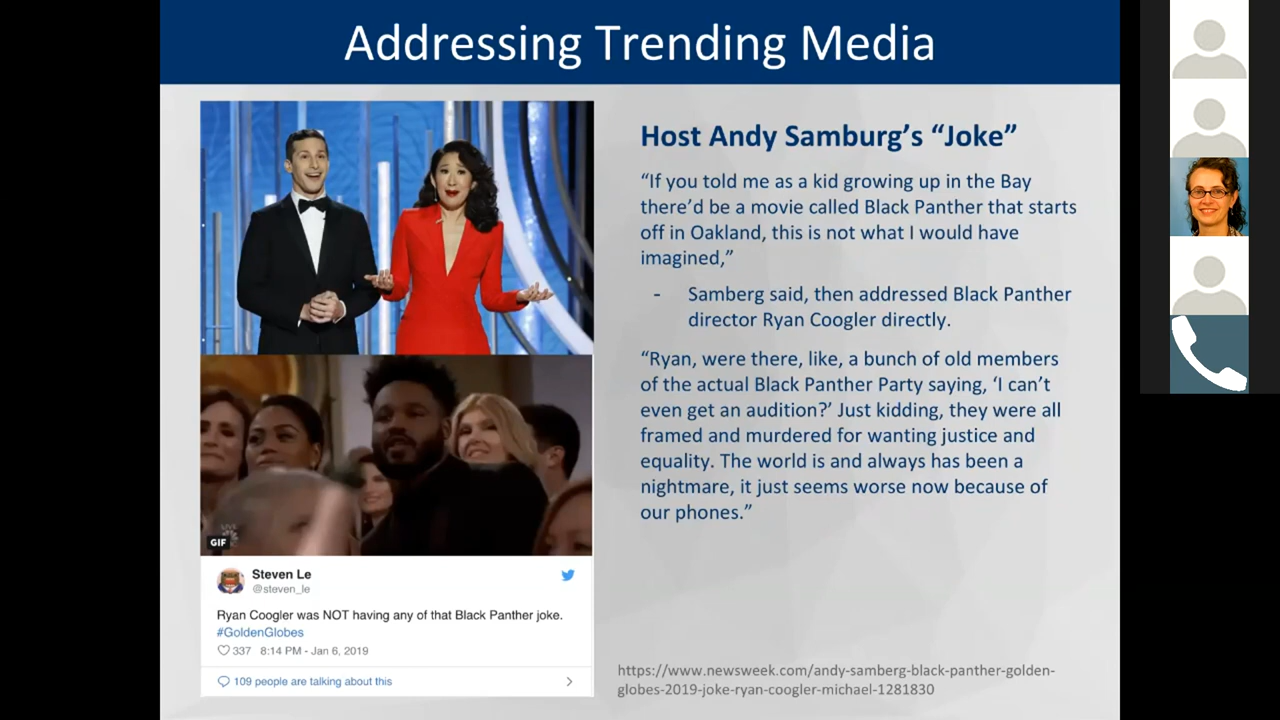 Addressing Trending Media
Host Andy Samburg’s “Joke”
“If you told me as a kid growing up in the Bay
there’d be a movie called Black Panther that starts
off in Oakland, this is not what I would have
imagined,”
- Samberg said, then addressed Black Panther
director Ryan Coogler directly.
“Ryan, were there, like, a bunch of old members
of the actual Black Panther Party saying, ‘I can’t
even get an audition?’ Just kidding, they were all
framed and murdered for wanting justice and
equality. The world is and always has been a
nightmare, it just seems worse now because of
our phones.”
GIF
Steven Le
@steven_le
Ryan Coogler was NOT having any of that Black Panther joke.
#GoldenGlobes
337 8:14 PM - Jan 6, 2019
109 people are talking about this
https://www.newsweek.com/andy-samberg-black-panther-golden-
globes-2019-joke-ryan-coogler-michael-1281830